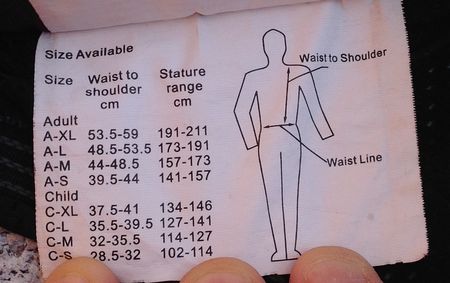 Size Available
Size Waist to shoulder cm Stature range cm
Adult
A-XL 53.5-59 191-211
A-L 48.5-53.5 173-191
A-M 44-48.5 157-173
A-S 39.5-44 141-157
Child
C-XL 37.5-41 134-146
C-L 35.5-39.5 127-141
C-M 32-35.5 114-127
C-S 28.5-32 102-114
Waist to Shoulder
Waist Line